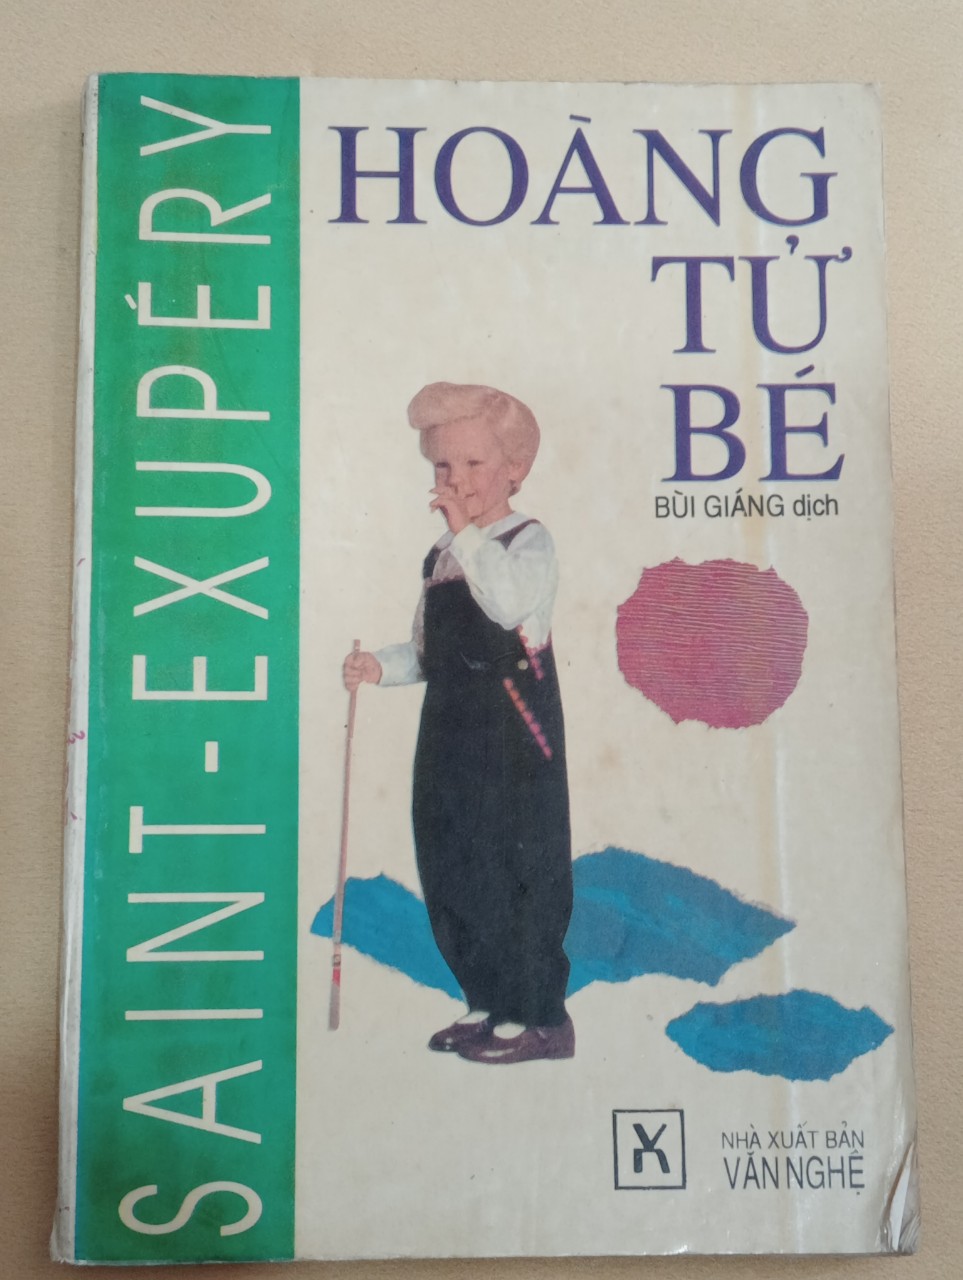 SAINT-EXUPÉRY
HOÀNG
TỬ
BÉ
BÙI GIÁNG dịch
NHÀ XUẤT BẢN
VĂN NGHỆ